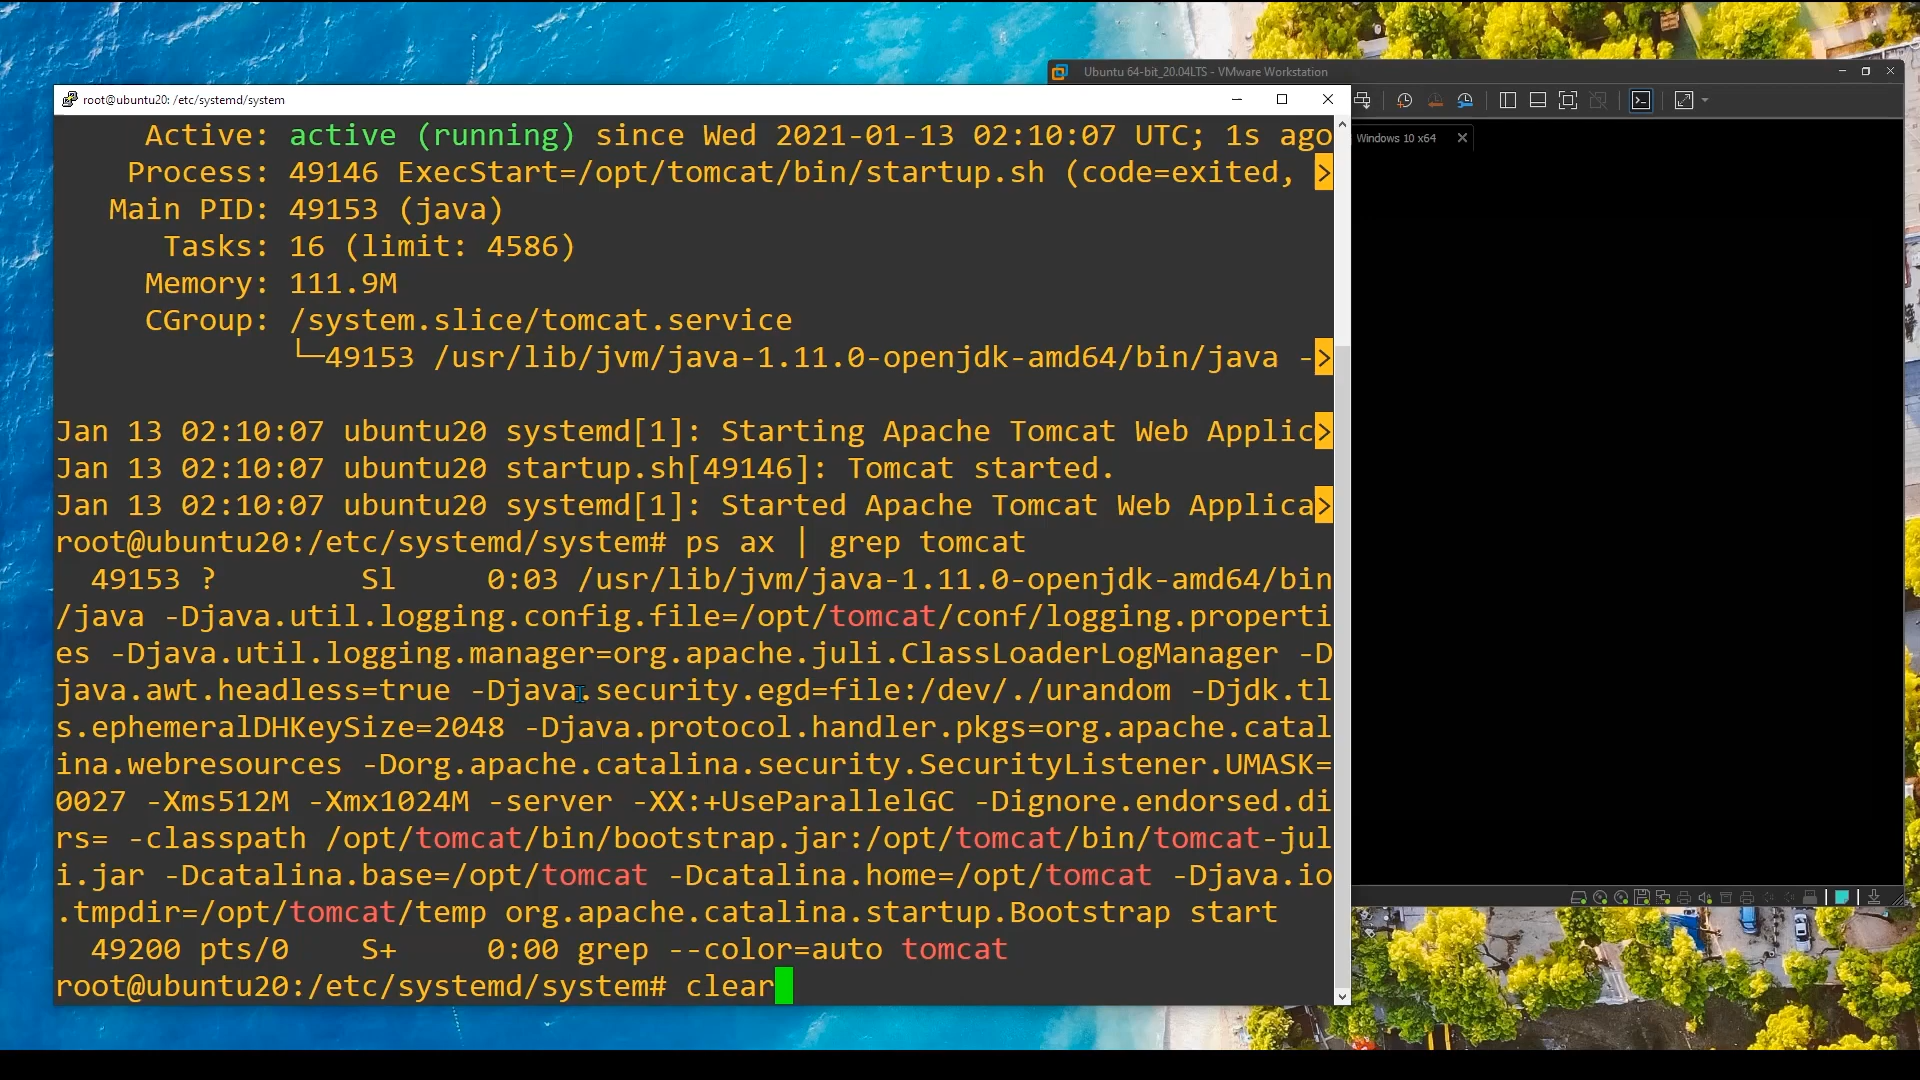 Ubuntu 64-bit_20.04LTS - VMware Workstation
root@ubuntu20: /etc/systemd/system
Windows 10 x64
Active: active (running) since Wed 2021-01-13 02:10:07 UTC; 1s ago
Process: 49146 ExecStart=/opt/tomcat/bin/startup.sh (code=exited, >
Main PID: 49153 (java)
Tasks: 16 (limit: 4586)
Memory: 111.9M
CGroup: /system.slice/tomcat.service
└─49153 /usr/lib/jvm/java-1.11.0-openjdk-amd64/bin/java ->
Jan 13 02:10:07 ubuntu20 systemd[1]: Starting Apache Tomcat Web Applic>
Jan 13 02:10:07 ubuntu20 startup.sh[49146]: Tomcat started.
Jan 13 02:10:07 ubuntu20 systemd[1]: Started Apache Tomcat Web Applica>
root@ubuntu20:/etc/systemd/system# ps ax | grep tomcat
49153 ? Sl 0:03 /usr/lib/jvm/java-1.11.0-openjdk-amd64/bin
/java -Djava.util.logging.config.file=/opt/tomcat/conf/logging.properti
es -Djava.util.logging.manager=org.apache.juli.ClassLoaderLogManager -D
java.awt.headless=true -Djava.security.egd=file:/dev/./urandom -Djdk.tl
s.ephemeralDHKeySize=2048 -Djava.protocol.handler.pkgs=org.apache.catal
ina.webresources -Dorg.apache.catalina.security.SecurityListener.UMASK=
0027 -Xms512M -Xmx1024M -server -XX:+UseParallelGC -Dignore.endorsed.di
rs= -classpath /opt/tomcat/bin/bootstrap.jar:/opt/tomcat/bin/tomcat-jul
i.jar -Dcatalina.base=/opt/tomcat -Dcatalina.home=/opt/tomcat -Djava.io
.tmpdir=/opt/tomcat/temp org.apache.catalina.startup.Bootstrap start
49200 pts/0 S+ 0:00 grep --color=auto tomcat
root@ubuntu20:/etc/systemd/system# clear